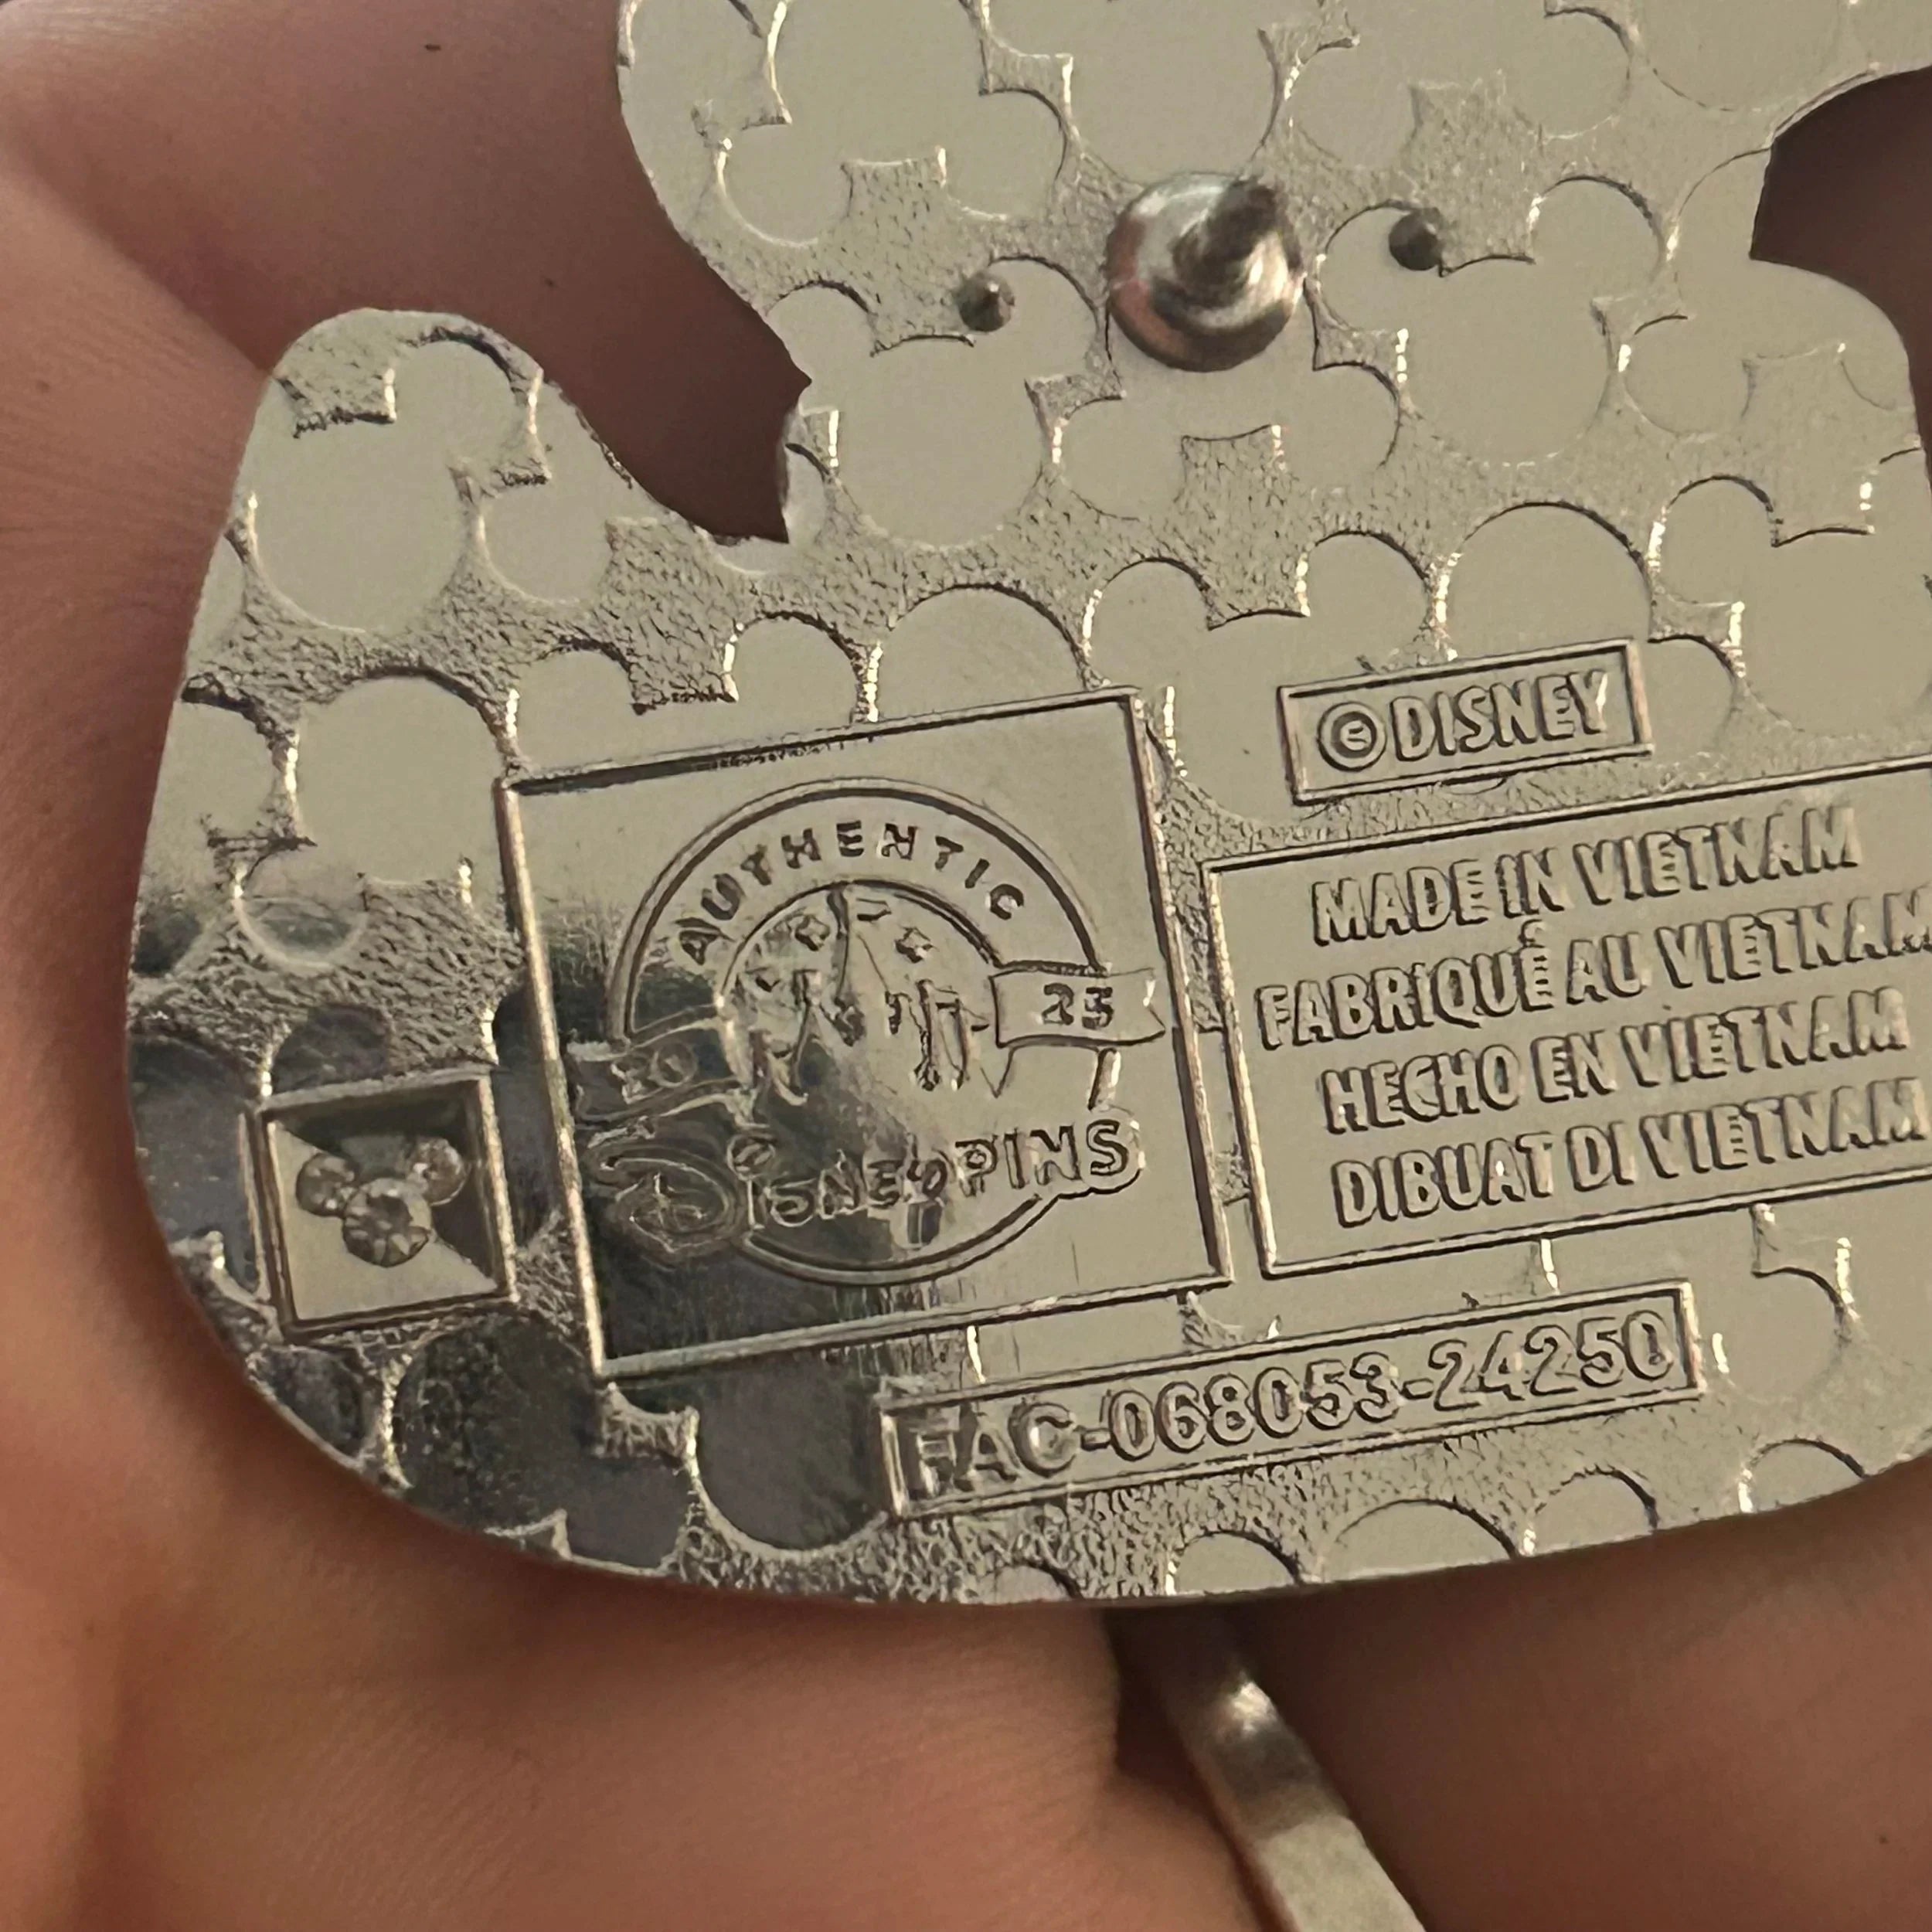 ©DISNEY
AUTHENTIC
20 25
Disney PINS
MADE IN VIETNAM
FABRIQUÉ AU VIETNAM
HECHO EN VIETNAM
DIBUAT DI VIETNAM
FAC-068053-24250